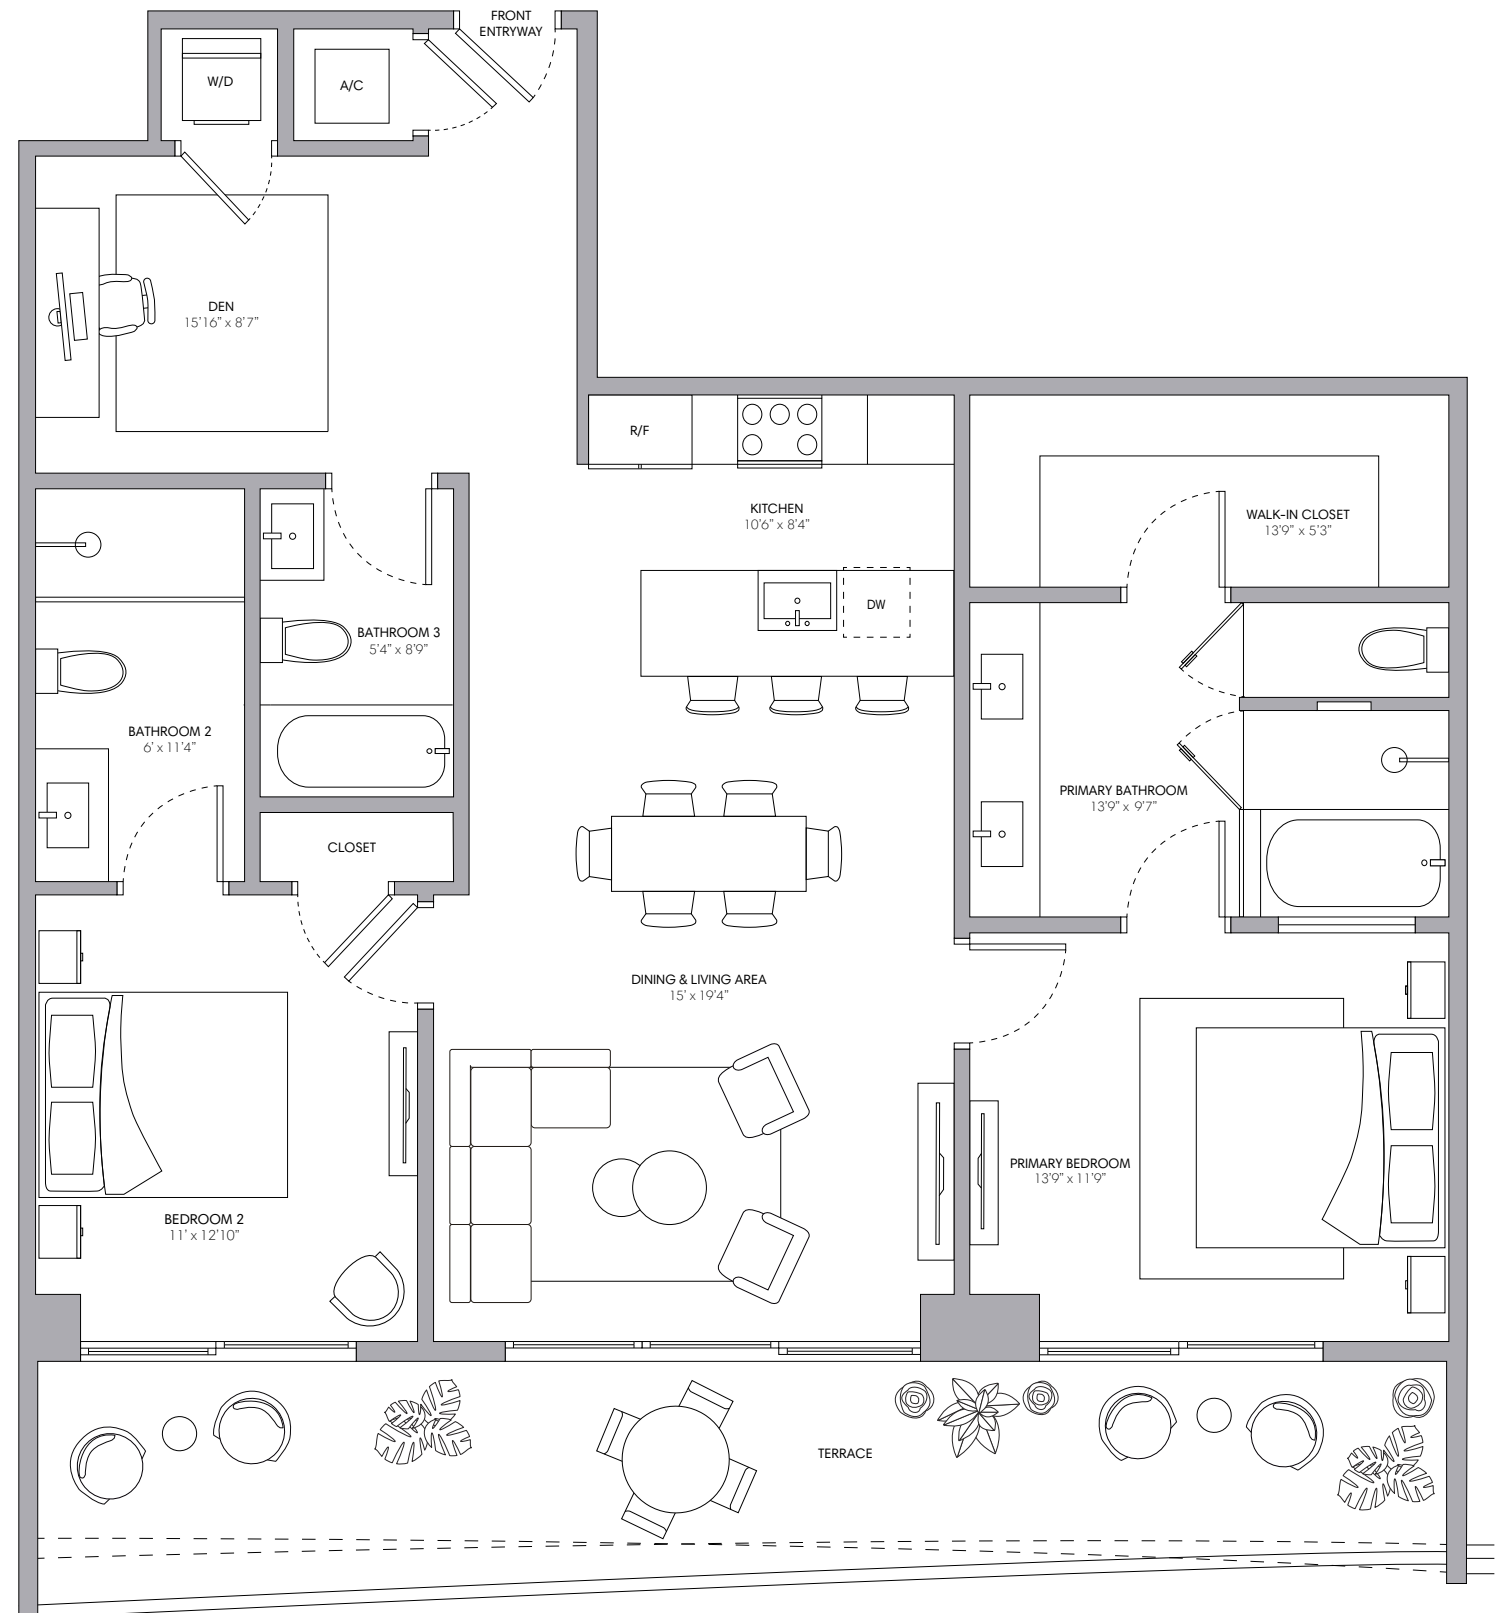 FRONT
ENTRYWAY
W/D
A/C
DEN
15'16" x 8'7"
R/F
KITCHEN
10'6" x 8'4"
WALK-IN CLOSET
13'9" x 5'3"
DW
BATHROOM 3
5'4" x 8'9"
BATHROOM 2
6' x 11'4"
PRIMARY BATHROOM
13'9" x 9'7"
CLOSET
DINING & LIVING AREA
15' x 19'4"
PRIMARY BEDROOM
13'9" x 11'9"
BEDROOM 2
11' x 12'10"
TERRACE